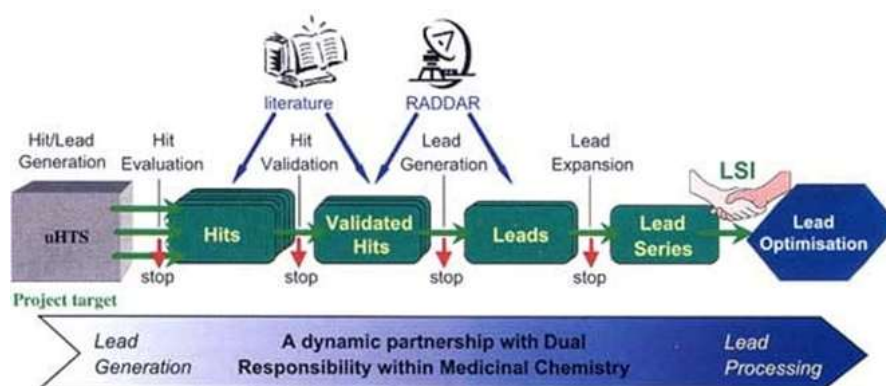 literature
RADDAR
Hit/Lead
Generation
Hit
Evaluation
Hit
Validation
Lead
Generation
Lead
Expansion
LSI
uHTS
Hits
Validated
Hits
Leads
Lead
Series
Lead
Optimisation
stop
stop
stop
stop
Project target
Lead
Generation
A dynamic partnership with Dual
Responsibility within Medicinal Chemistry
Lead
Processing